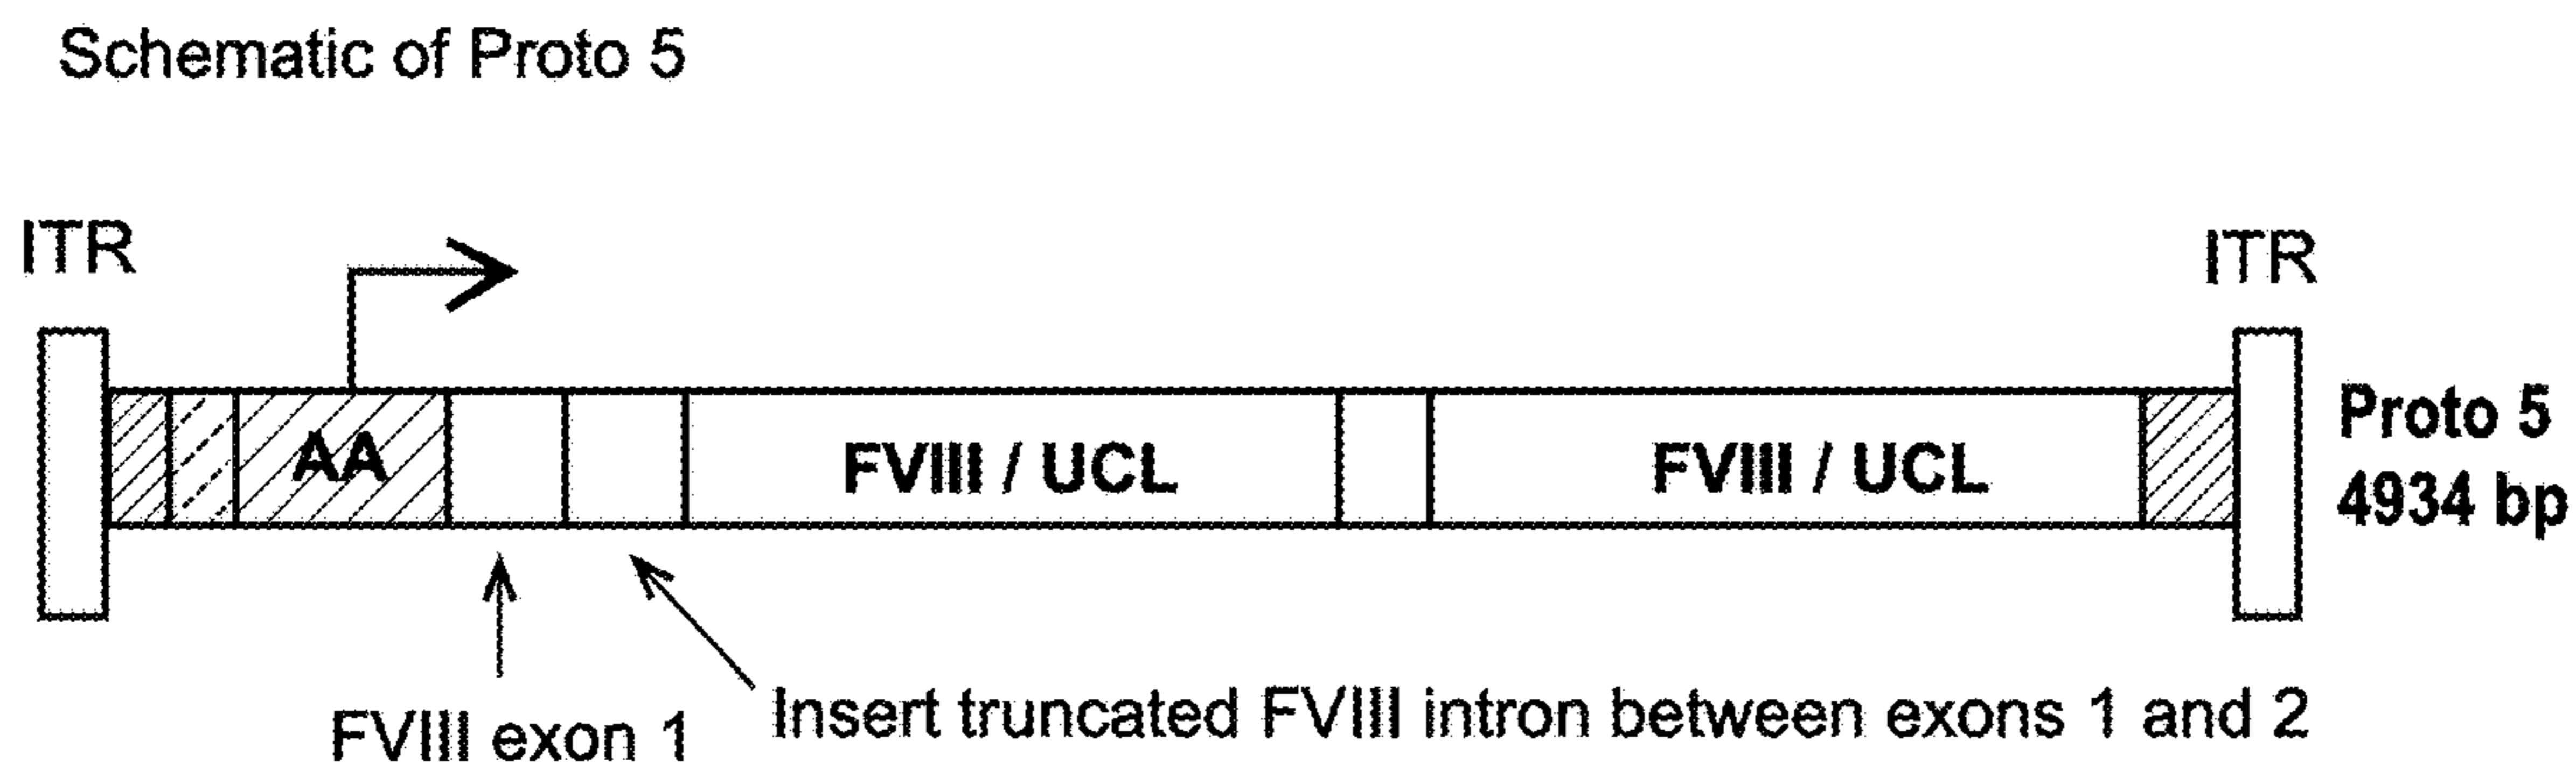 Schematic of Proto 5
ITR
ITR
AA
FVIII / UCL
FVIII / UCL
Proto 5
4934 bp
FVIII exon 1
Insert truncated FVIII intron between exons 1 and 2